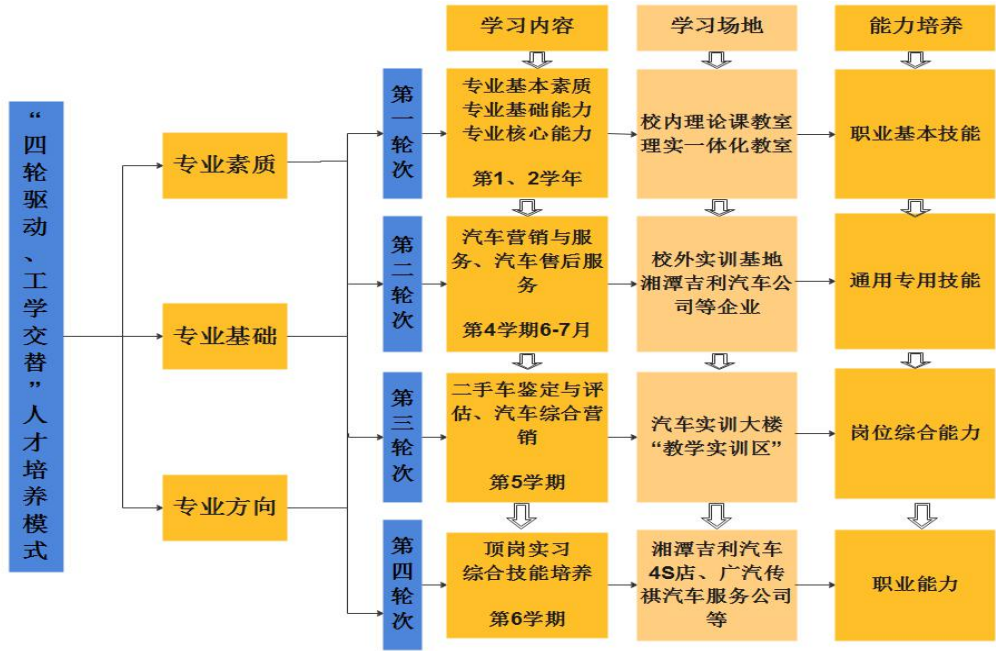 学习内容
学习场地
能力培养
“四轮驱动、工学交替”人才培养模式
专业素质
专业基础
专业方向
第一轮次
专业基本素质
专业基础能力
专业核心能力
第1、2学年
校内理论课教室
理实一体化教室
职业基本技能
第二轮次
汽车营销与服
务、汽车售后服
务
第4学期6-7月
校外实训基地
湘潭吉利汽车公
司等企业
通用专用技能
第三轮次
二手车鉴定与评
估、汽车综合营
销
第5学期
汽车实训大楼
“教学实训区”
岗位综合能力
第四轮次
顶岗实习
综合技能培养
第6学期
湘潭吉利汽车
4S店、广汽传
祺汽车服务公司
等
职业能力